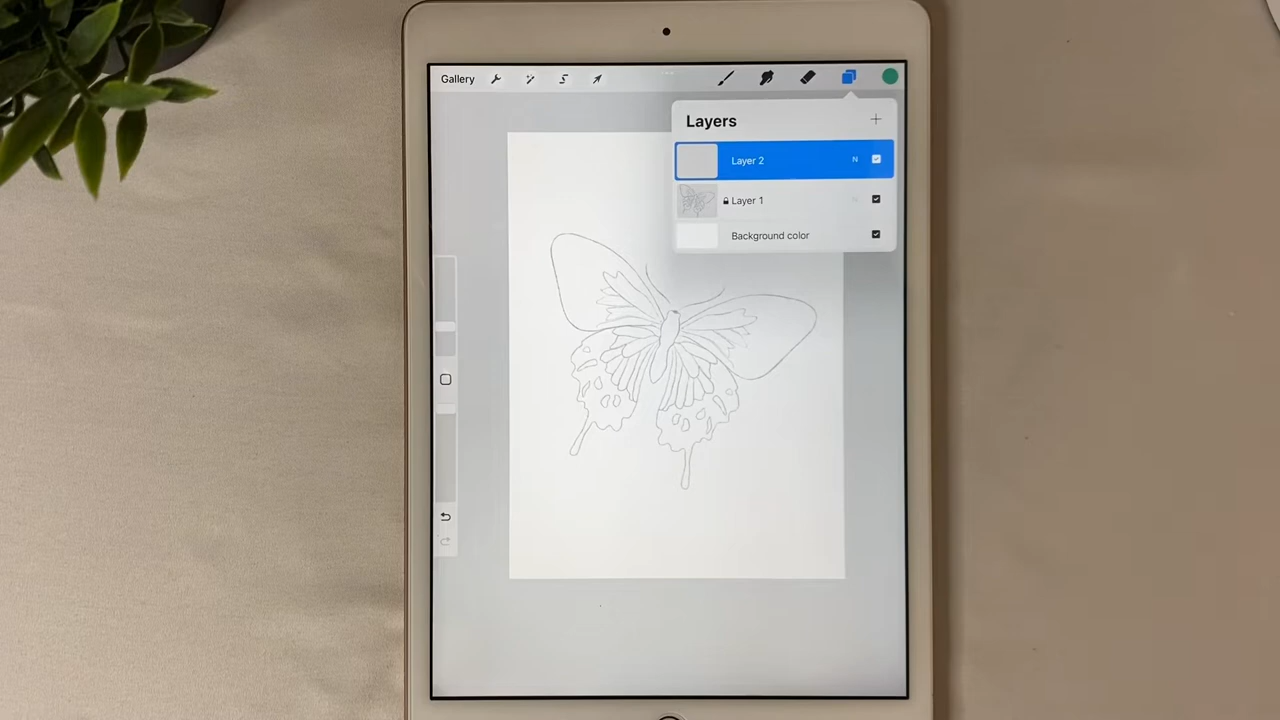 Gallery
Layers
Layer 2 N
Layer 1
Background color